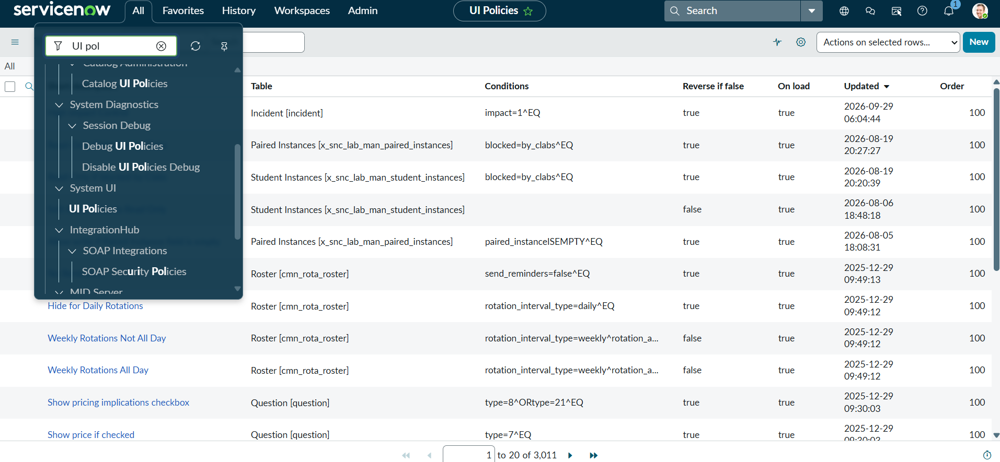 servicenow All Favorites History Workspaces Admin UI Policies Search 1
UI pol Actions on selected rows... New
All
Catalog Administration
Catalog UI Policies
System Diagnostics
Session Debug
Debug UI Policies
Disable UI Policies Debug
System UI
UI Policies
IntegrationHub
SOAP Integrations
SOAP Security Policies
MID Server
Table Conditions Reverse if false On load Updated Order
Incident [incident] impact=1^EQ true true 2026-09-29 100
06:04:44
Paired Instances [x_snc_lab_man_paired_instances] blocked=by_clabs^EQ true true 2026-08-19 100
20:27:27
Student Instances [x_snc_lab_man_student_instances] blocked=by_clabs^EQ true true 2026-08-19 100
20:20:39
Student Instances [x_snc_lab_man_student_instances] false true 2026-08-06 100
18:48:18
Paired Instances [x_snc_lab_man_paired_instances] paired_instanceISEMPTY^EQ true true 2026-08-05 100
18:08:31
Roster [cmn_rota_roster] send_reminders=false^EQ true true 2025-12-29 100
09:49:13
Hide for Daily Rotations Roster [cmn_rota_roster] rotation_interval_type=daily^EQ true true 2025-12-29 100
09:49:12
Weekly Rotations Not All Day Roster [cmn_rota_roster] rotation_interval_type=weekly^rotation_a... false true 2025-12-29 100
09:49:12
Weekly Rotations All Day Roster [cmn_rota_roster] rotation_interval_type=weekly^rotation_a... false true 2025-12-29 100
09:49:12
Show pricing implications checkbox Question [question] type=8^ORtype=21^EQ true true 2025-12-29 100
09:30:03
Show price if checked Question [question] type=7^EQ true true 2025-12-29 100
09:30:03
1 to 20 of 3,011